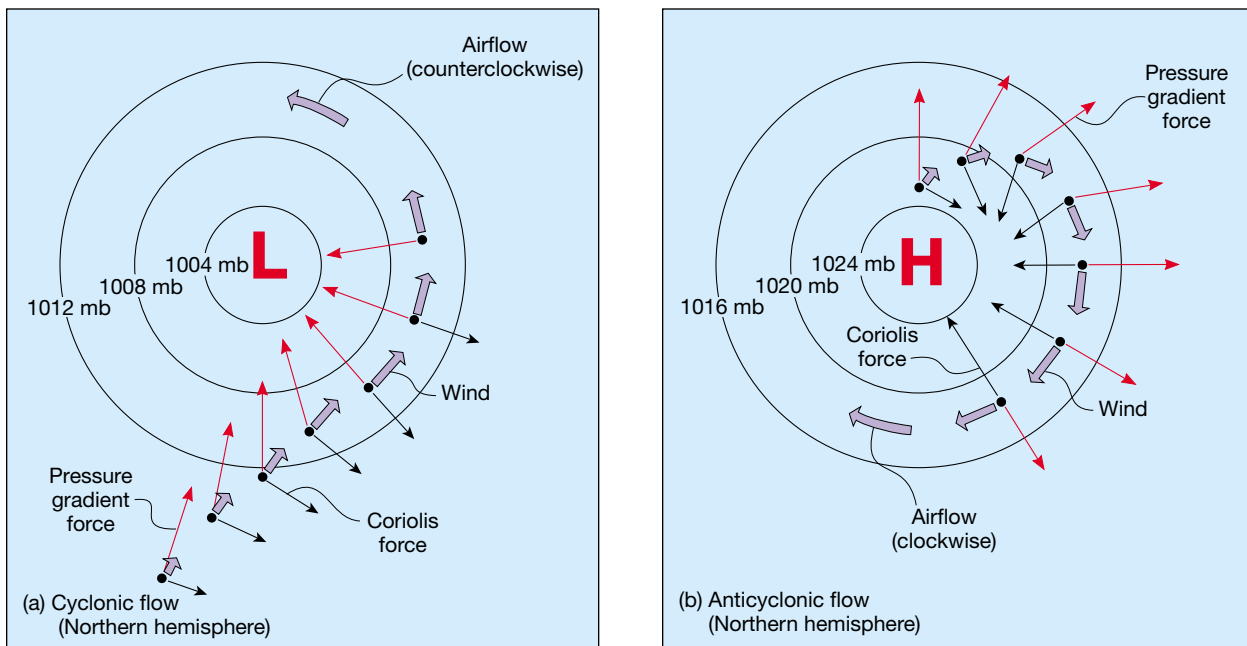 Airflow
(counterclockwise)
L
1004 mb
1008 mb
1012 mb
Wind
Pressure
gradient
force
Coriolis
force
(a) Cyclonic flow
(Northern hemisphere)
Pressure
gradient
force
H
1024 mb
1020 mb
1016 mb
Coriolis
force
Wind
Airflow
(clockwise)
(b) Anticyclonic flow
(Northern hemisphere)